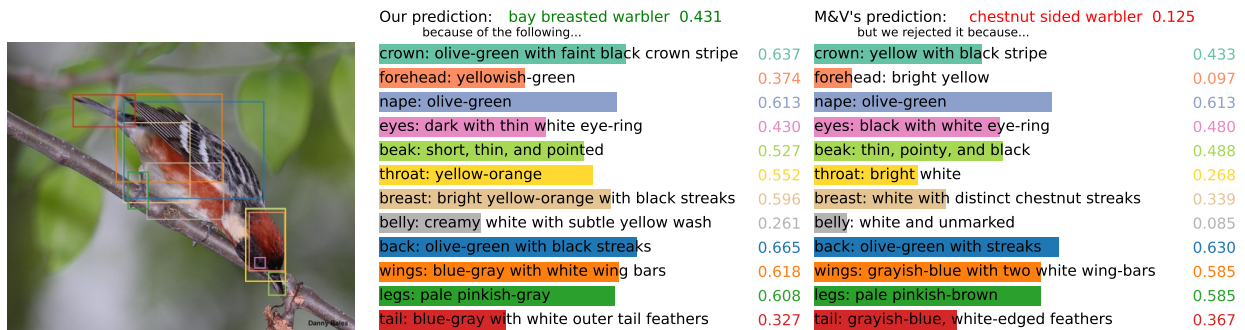 Our prediction: bay breasted warbler 0.431
because of the following...
crown: olive-green with faint black crown stripe 0.637
forehead: yellowish-green 0.374
nape: olive-green 0.613
eyes: dark with thin white eye-ring 0.430
beak: short, thin, and pointed 0.527
throat: yellow-orange 0.552
breast: bright yellow-orange with black streaks 0.596
belly: creamy white with subtle yellow wash 0.261
back: olive-green with black streaks 0.665
wings: blue-gray with white wing bars 0.618
legs: pale pinkish-gray 0.608
tail: blue-gray with white outer tail feathers 0.327
M&V's prediction: chestnut sided warbler 0.125
but we rejected it because...
crown: yellow with black stripe 0.433
forehead: bright yellow 0.097
nape: olive-green 0.613
eyes: black with white eye-ring 0.480
beak: thin, pointy, and black 0.488
throat: bright white 0.268
breast: white with distinct chestnut streaks 0.339
belly: white and unmarked 0.085
back: olive-green with streaks 0.630
wings: grayish-blue with two white wing-bars 0.585
legs: pale pinkish-brown 0.585
tail: grayish-blue, white-edged feathers 0.367